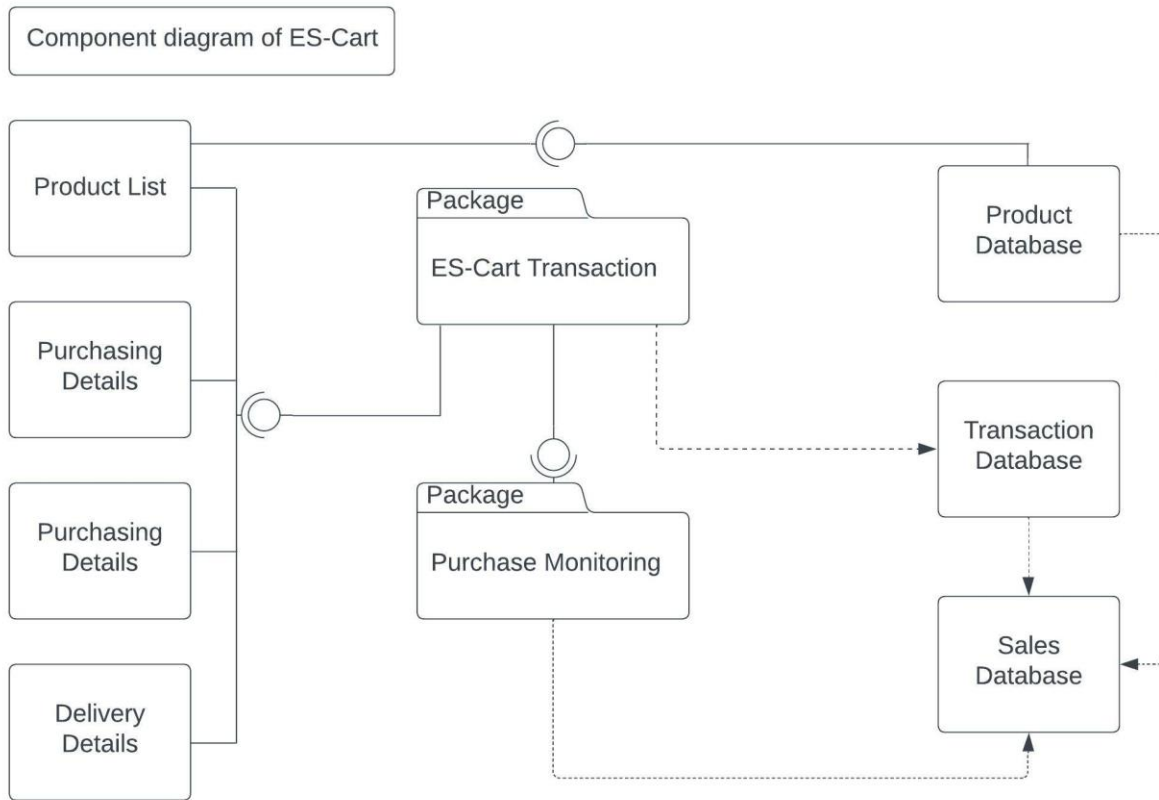 Component diagram of ES-Cart
Product List
Package
ES-Cart Transaction
Product
Database
Purchasing
Details
Transaction
Database
Purchasing
Details
Package
Purchase Monitoring
Sales
Database
Delivery
Details